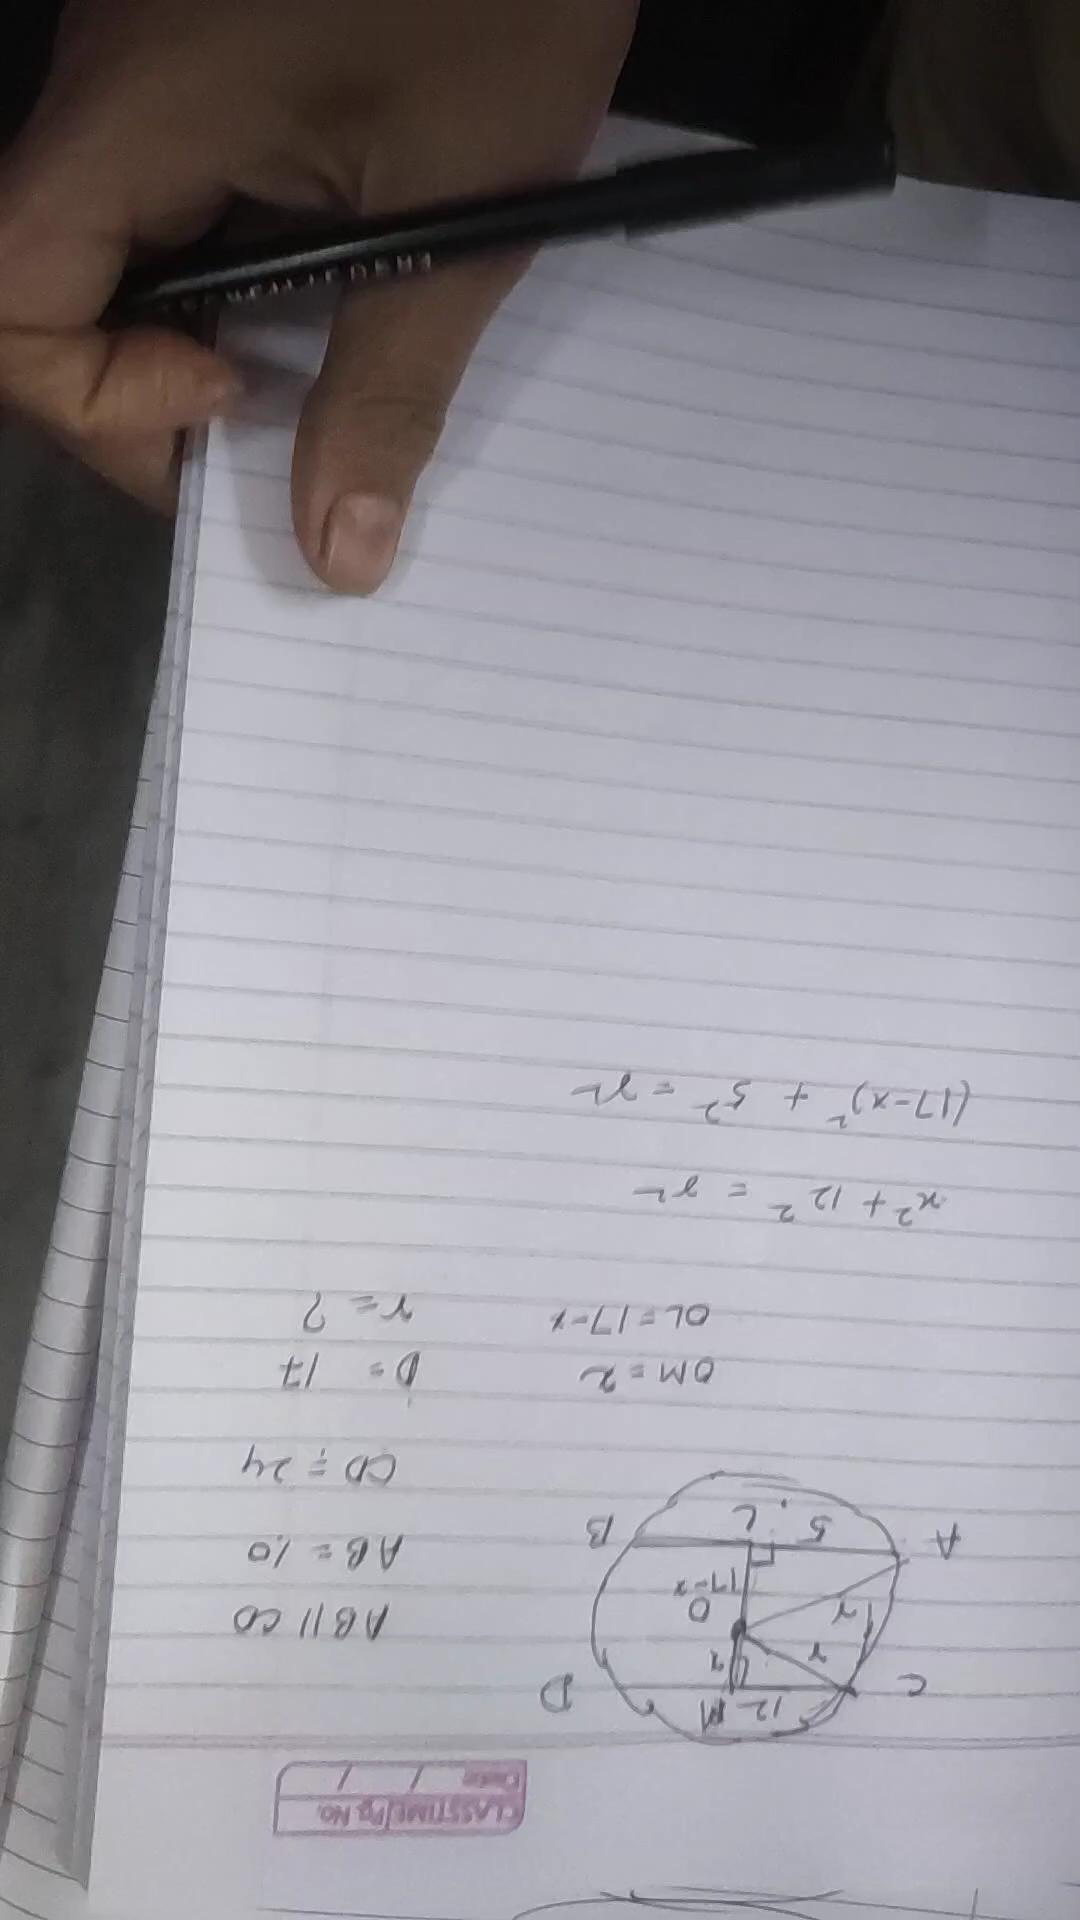 CLASSTIME Pg No.
Date / /
C 12 M D
r x
r O
17-x
A 5 L B
AB || CD
AB = 10
CD = 24
OM = x D = 17
OL = 17-x r = ?
x² + 12² = r²
(17-x)² + 5² = r²